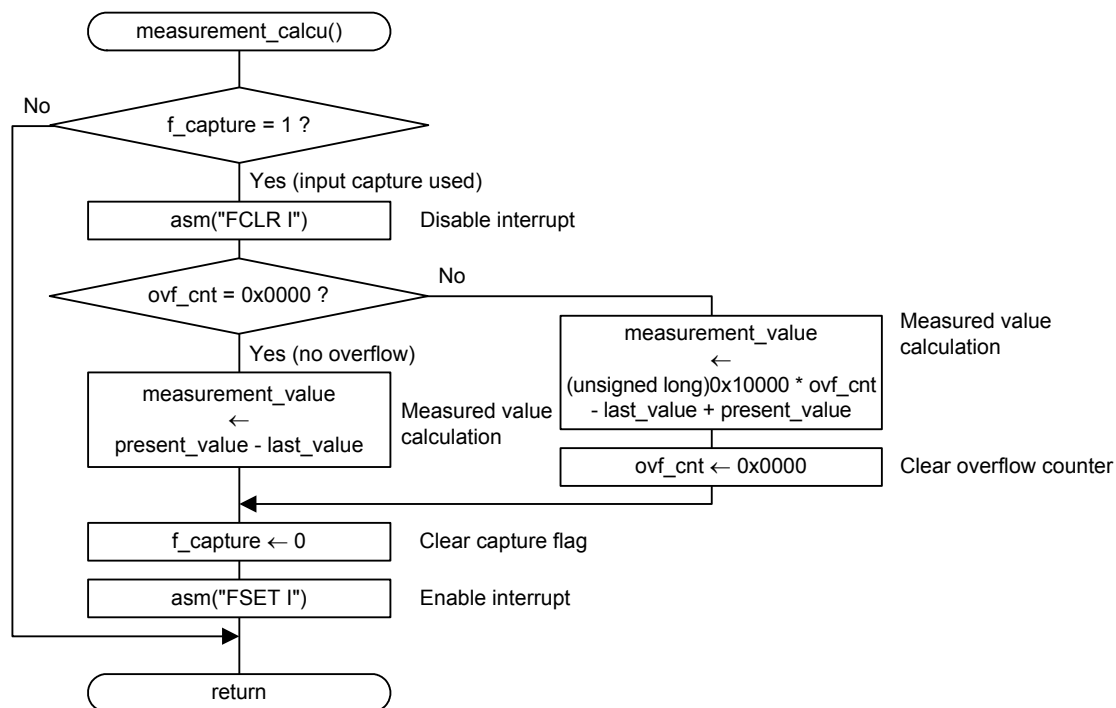 measurement_calcu()
No
f_capture = 1 ?
Yes (input capture used)
asm("FCLR I")
Disable interrupt
No
ovf_cnt = 0x0000 ?
Yes (no overflow)
measurement_value
←
present_value - last_value
Measured value
calculation
measurement_value
←
(unsigned long)0x10000 * ovf_cnt
- last_value + present_value
Measured value
calculation
ovf_cnt ← 0x0000
Clear overflow counter
f_capture ← 0
Clear capture flag
asm("FSET I")
Enable interrupt
return